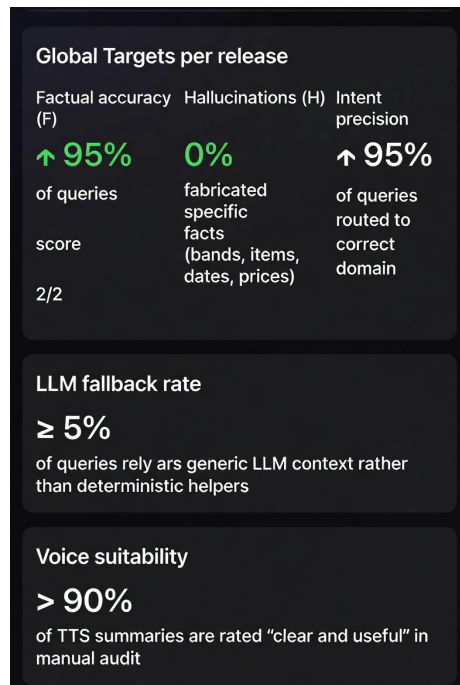 Global Targets per release
Factual accuracy (F)
↑ 95%
of queries
score
2/2
Hallucinations (H)
0%
fabricated
specific
facts
(bands, items,
dates, prices)
Intent
precision
↑ 95%
of queries
routed to
correct
domain
LLM fallback rate
≥ 5%
of queries rely ars generic LLM context rather
than deterministic helpers
Voice suitability
> 90%
of TTS summaries are rated “clear and useful” in
manual audit